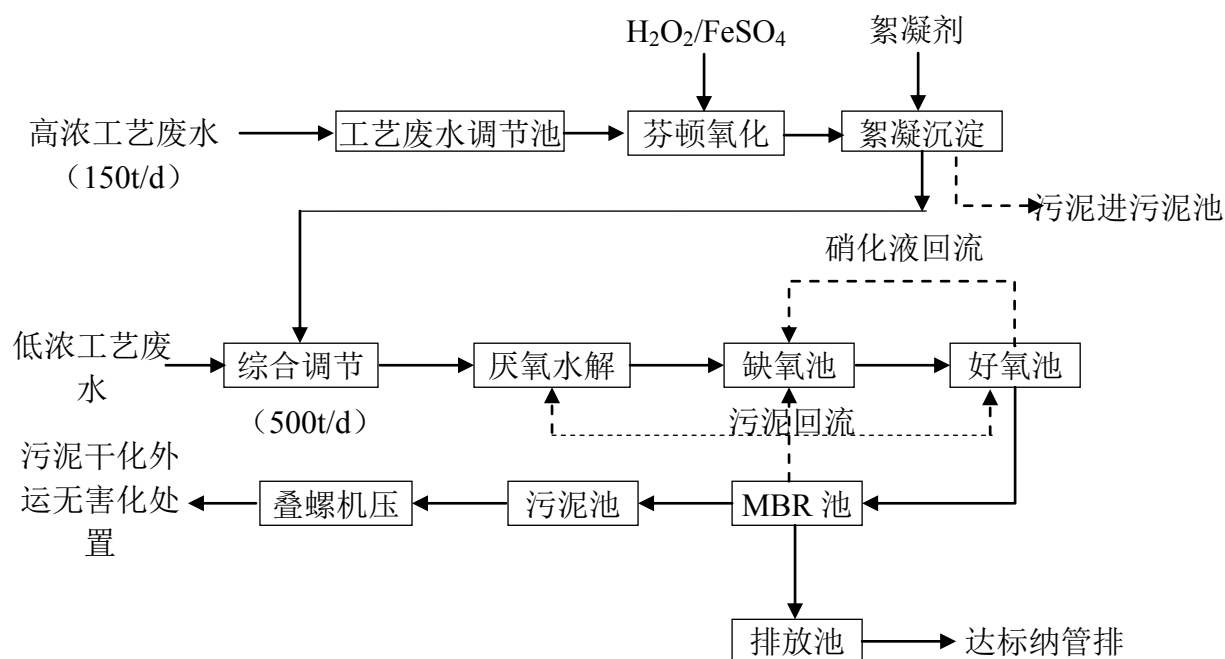 H₂O₂/FeSO₄
絮凝剂
高浓工艺废水
（150t/d）
工艺废水调节池
芬顿氧化
絮凝沉淀
污泥进污泥池
硝化液回流
低浓工艺废
水
综合调节
厌氧水解
缺氧池
好氧池
（500t/d）
污泥回流
污泥干化外
运无害化处
置
叠螺机压
污泥池
MBR 池
排放池
达标纳管排